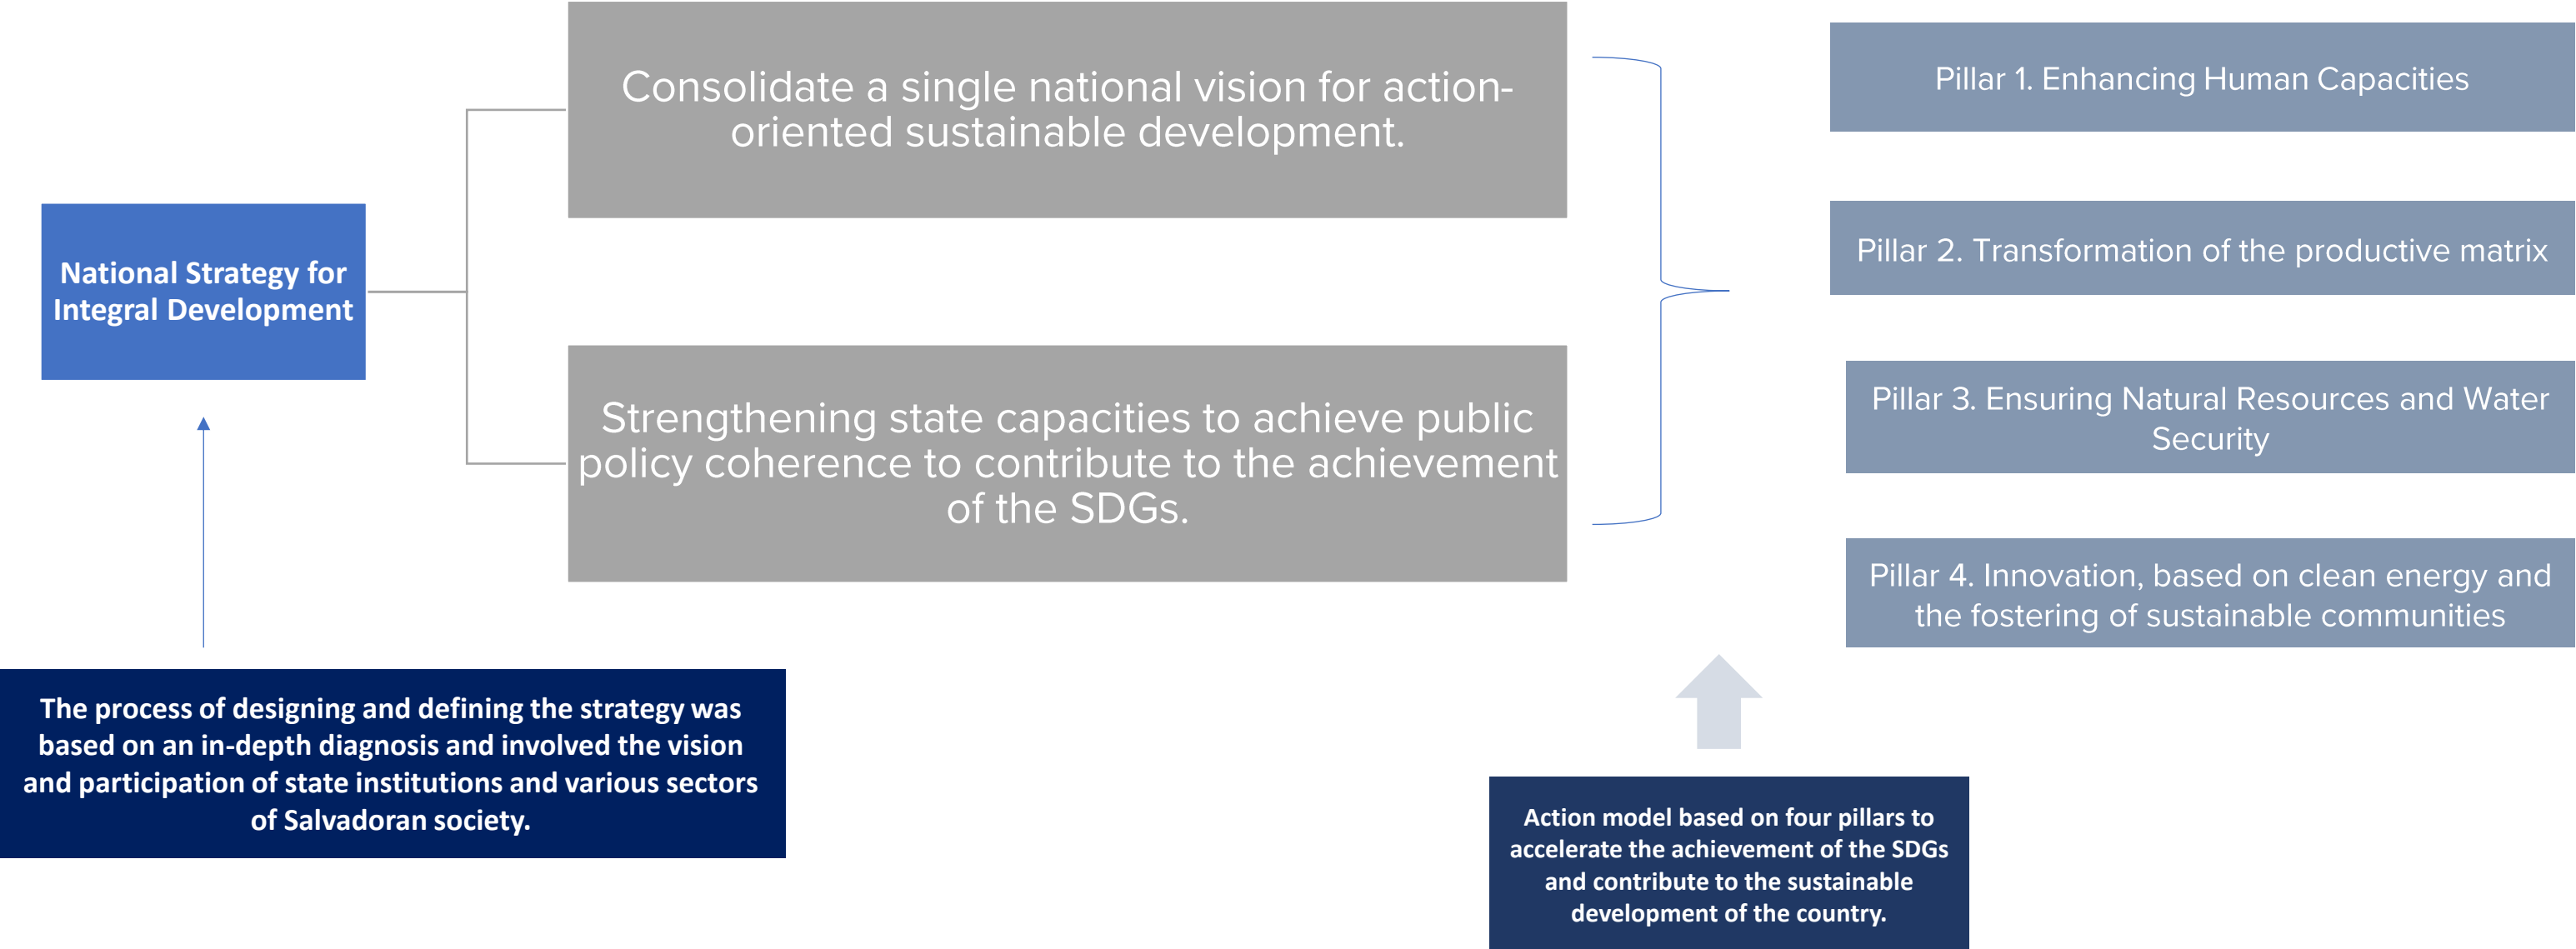 National Strategy for
Integral Development
Consolidate a single national vision for action-
oriented sustainable development.
Strengthening state capacities to achieve public
policy coherence to contribute to the achievement
of the SDGs.
Pillar 1. Enhancing Human Capacities
Pillar 2. Transformation of the productive matrix
Pillar 3. Ensuring Natural Resources and Water
Security
Pillar 4. Innovation, based on clean energy and
the fostering of sustainable communities
The process of designing and defining the strategy was
based on an in-depth diagnosis and involved the vision
and participation of state institutions and various sectors
of Salvadoran society.
Action model based on four pillars to
accelerate the achievement of the SDGs
and contribute to the sustainable
development of the country.